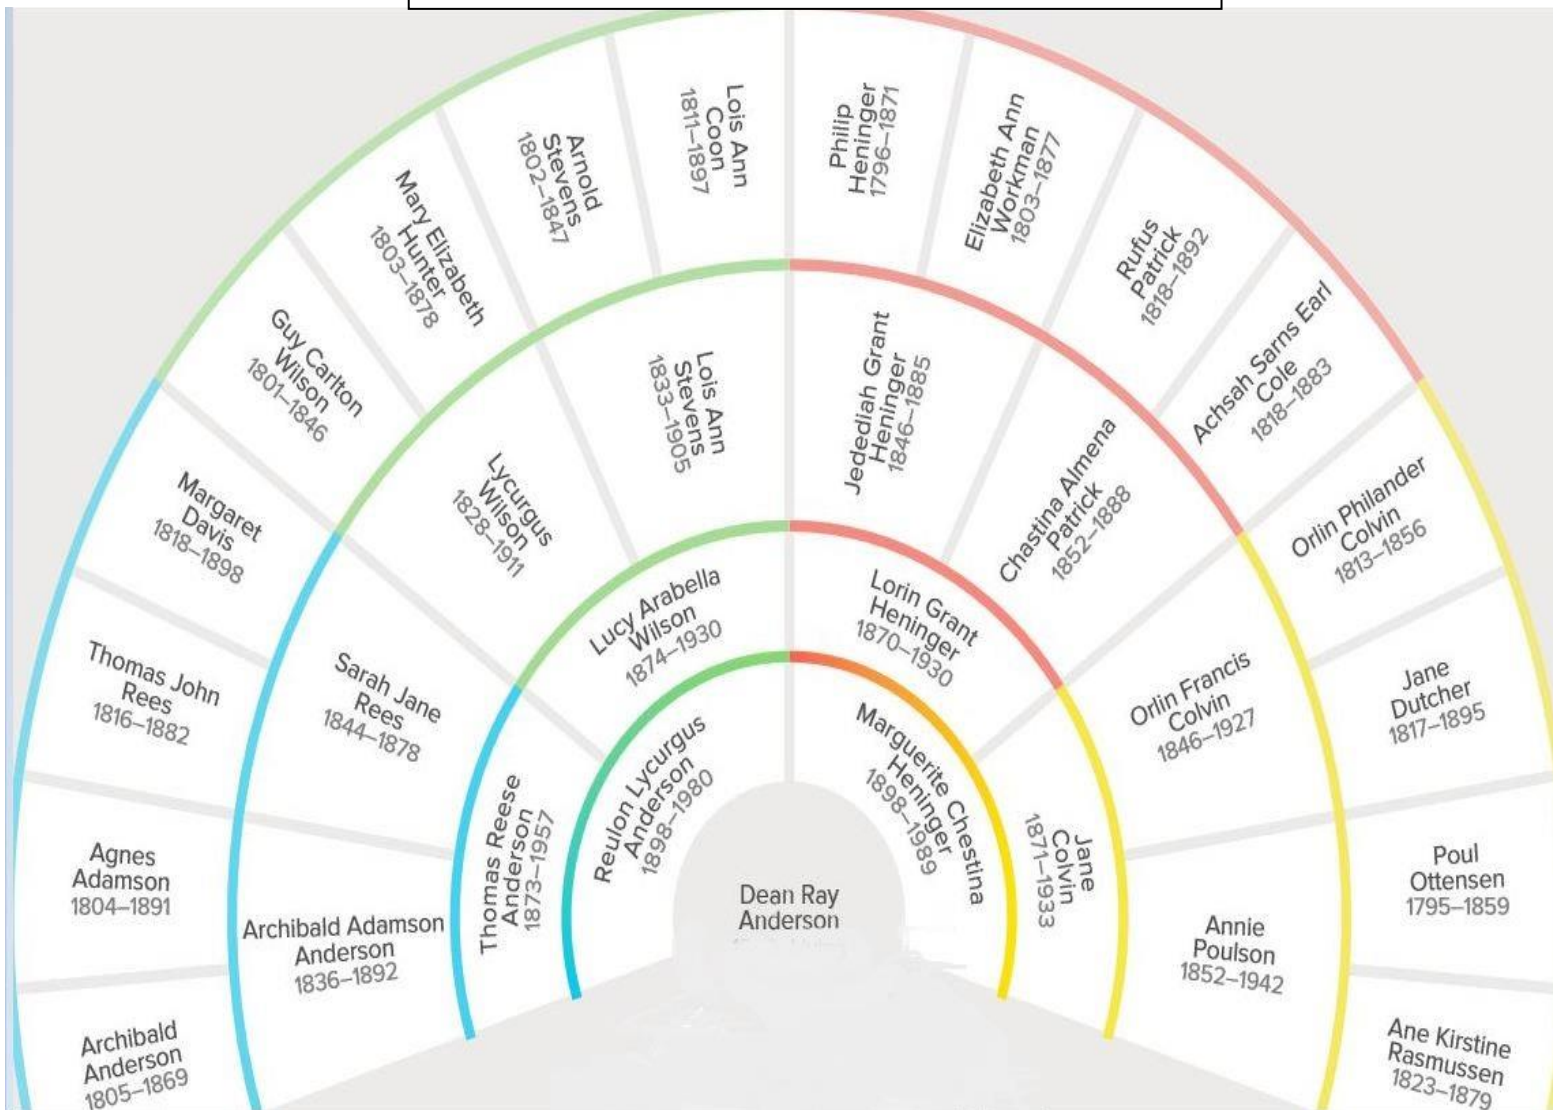 Archibald
Anderson
1805–1869
Agnes
Adamson
1804–1891
Thomas John
Rees
1816–1882
Margaret
Davis
1818–1898
Guy Carlton
Wilson
1801–1846
Mary Elizabeth
Hunter
1803–1878
Arnold
Stevens
1802–1847
Lois Ann
Coon
1811–1897
Philip
Heninger
1796–1871
Elizabeth Ann
Workman
1803–1877
Rufus
Patrick
1818–1892
Achsah Sarns Earl
Cole
1818–1883
Orlin Philander
Colvin
1813–1856
Jane
Dutcher
1817–1895
Poul
Ottensen
1795–1859
Ane Kirstine
Rasmussen
1823–1879
Archibald Adamson
Anderson
1836–1892
Sarah Jane
Rees
1844–1878
Lycurgus
Wilson
1828–1911
Lois Ann
Stevens
1833–1905
Jedediah Grant
Heninger
1846–1885
Chastina Almena
Patrick
1852–1888
Orlin Francis
Colvin
1846–1927
Annie
Poulson
1852–1942
Thomas Reese
Anderson
1873–1957
Lucy Arabella
Wilson
1874–1930
Lorin Grant
Heninger
1870–1930
Jane
Colvin
1871–1933
Reulon Lycurgus
Anderson
1898–1980
Marguerite Chestina
Heninger
1898–1989
Dean Ray
Anderson